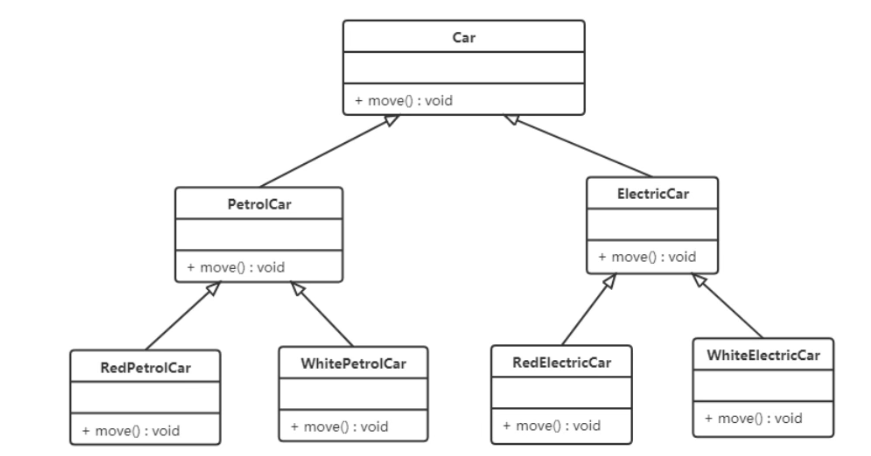 Car
+ move() : void
PetrolCar
+ move() : void
ElectricCar
+ move() : void
RedPetrolCar
+ move() : void
WhitePetrolCar
+ move() : void
RedElectricCar
+ move() : void
WhiteElectricCar
+ move() : void